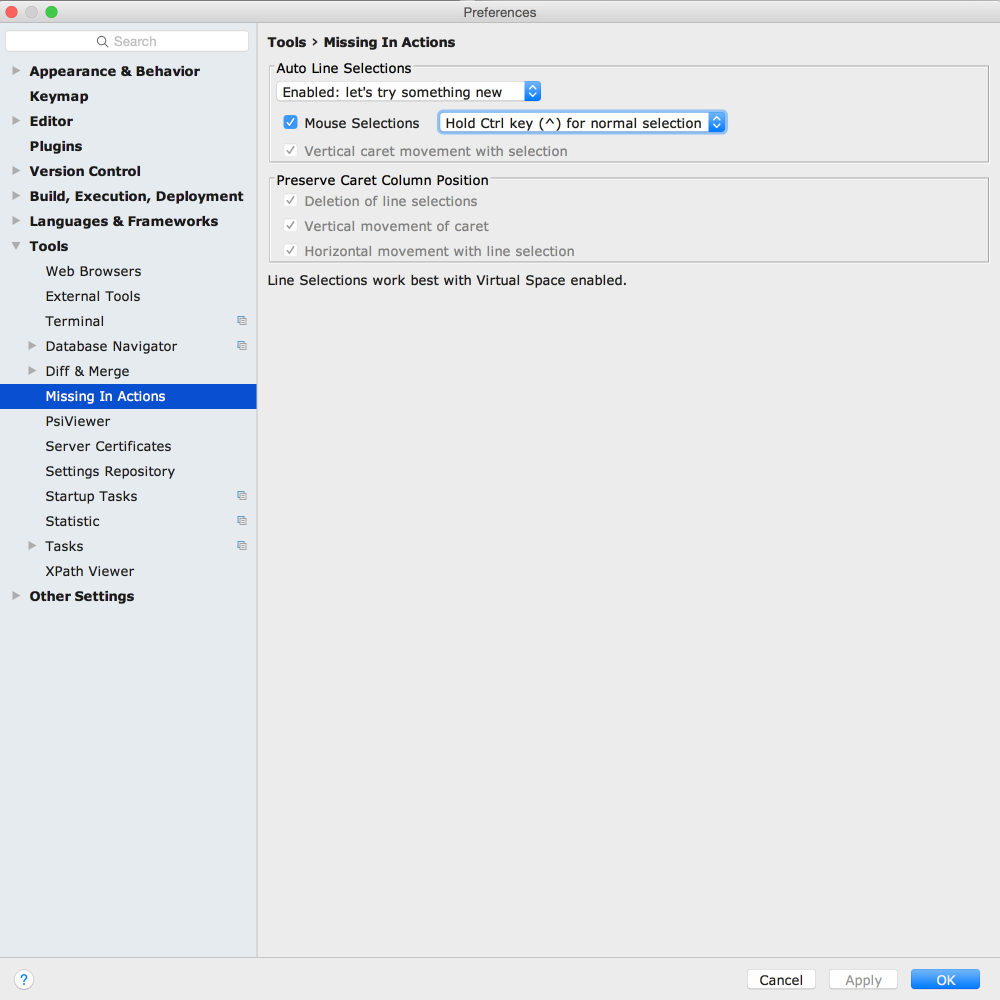 Preferences
Search
Appearance & Behavior
Keymap
Editor
Plugins
Version Control
Build, Execution, Deployment
Languages & Frameworks
Tools
Web Browsers
External Tools
Terminal
Database Navigator
Diff & Merge
Missing In Actions
PsiViewer
Server Certificates
Settings Repository
Startup Tasks
Statistic
Tasks
XPath Viewer
Other Settings
Tools › Missing In Actions
Auto Line Selections
Enabled: let's try something new
Mouse Selections Hold Ctrl key (^) for normal selection
Vertical caret movement with selection
Preserve Caret Column Position
Deletion of line selections
Vertical movement of caret
Horizontal movement with line selection
Line Selections work best with Virtual Space enabled.
? Cancel Apply OK